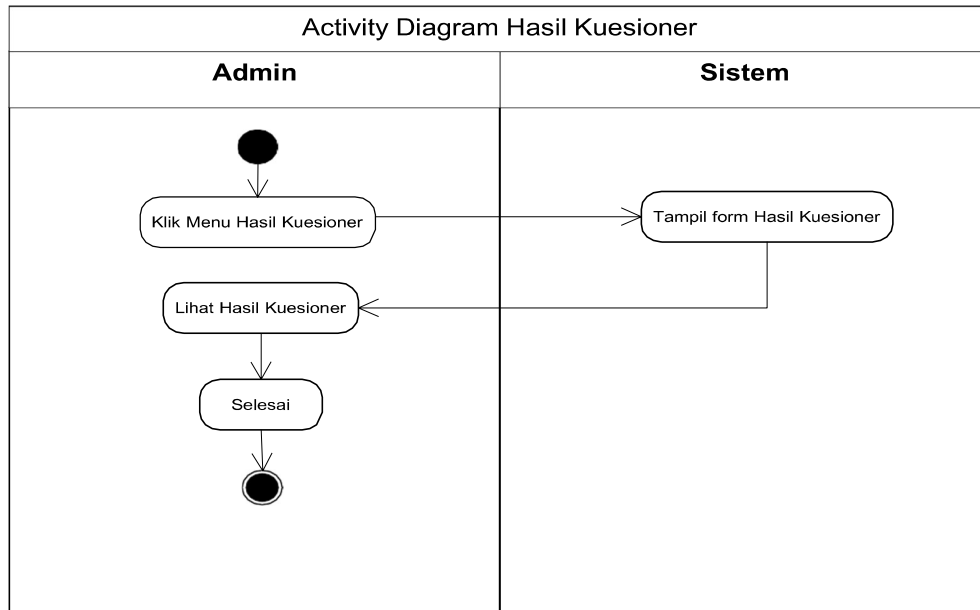 Activity Diagram Hasil Kuesioner
Admin
Sistem
Klik Menu Hasil Kuesioner
Tampil form Hasil Kuesioner
Lihat Hasil Kuesioner
Selesai